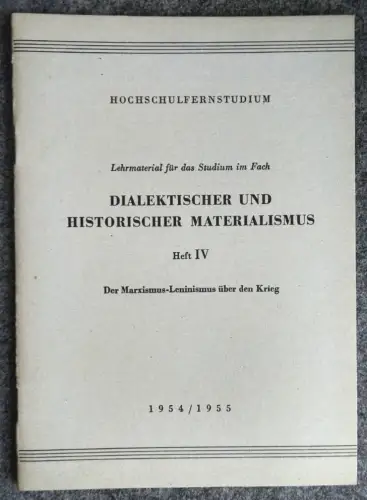 HOCHSCHULFERNSTUDIUM
Lehrmaterial für das Studium im Fach
DIALEKTISCHER UND
HISTORISCHER MATERIALISMUS
Heft IV
Der Marxismus-Leninismus über den Krieg
1954/1955